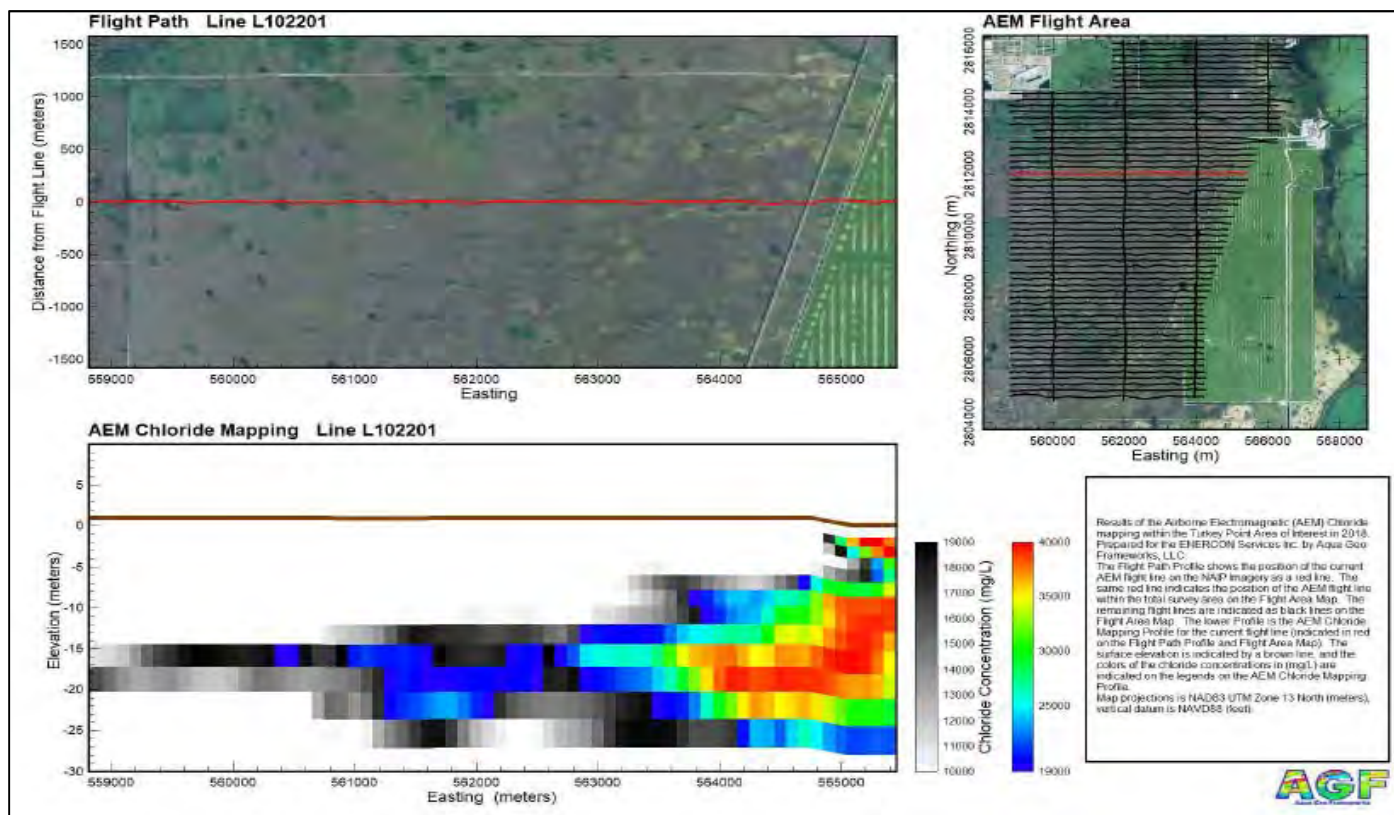 Flight Path Line L102201
Distance from Flight Line (meters)
1500
1000
500
0
-500
-1000
-1500
559000 560000 561000 562000 563000 564000 565000
Easting
AEM Flight Area
Northing (m)
2816000
2814000
2812000
2810000
2808000
2806000
2804000
560000 562000 564000 566000 568000
Easting (m)
AEM Chloride Mapping Line L102201
Elevation (meters)
5
0
-5
-10
-15
-20
-25
-30
559000 560000 561000 562000 563000 564000 565000
Easting (meters)
Chloride Concentration (mg/L)
19000
18000
17000
16000
15000
14000
13000
12000
11000
10000
40000
35000
30000
25000
19000
Results of the Airborne Electromagnetic (AEM) Chloride
mapping within the Turkey Point Area of Interest in 2018.
Prepared for the ENERCON Services Inc. by Aqua Geo
Frameworks, LLC.
The Flight Path Profile shows the position of the current
AEM flight line on the NAIP Imagery as a red line. The
same red line indicates the position of the AEM flight line
within the total survey area on the Flight Area Map. The
remaining flight lines are indicated as black lines on the
Flight Area Map. The lower Profile is the AEM Chloride
Mapping Profile for the current flight line (indicated in red
on the Flight Path Profile and Flight Area Map). The
surface elevation is indicated by a brown line, and the
colors of the chloride concentrations in (mg/L) are
indicated on the legends on the AEM Chloride Mapping
Profile.
Map projections is NAD83 UTM Zone 13 North (meters),
vertical datum is NAVD88 (feet).
AGF
Aqua Geo Frameworks